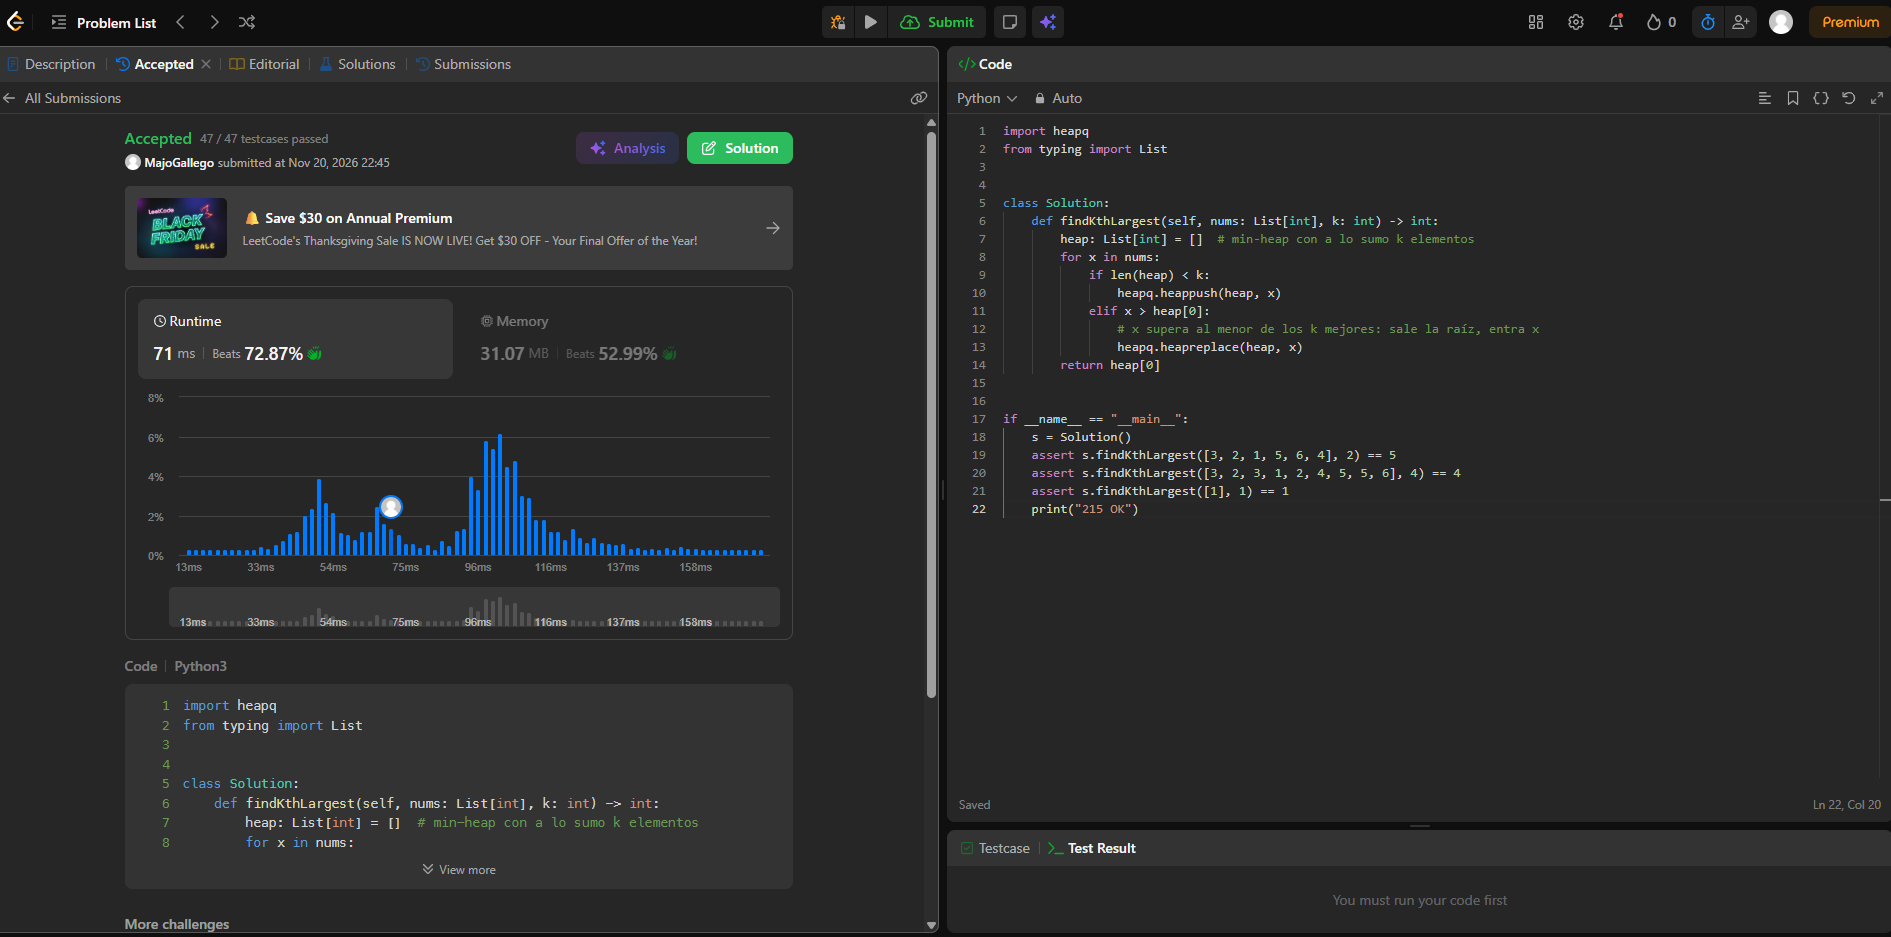 Problem List
Submit
0
Premium
Description
Accepted
Editorial
Solutions
Submissions
All Submissions
Accepted 47 / 47 testcases passed
MajoGallego submitted at Nov 20, 2026 22:45
Analysis
Solution
LeetCode
BLACK
FRIDAY
SALE
Save $30 on Annual Premium
LeetCode's Thanksgiving Sale IS NOW LIVE! Get $30 OFF - Your Final Offer of the Year!
Runtime
71 ms | Beats 72.87%
Memory
31.07 MB | Beats 52.99%
8%
6%
4%
2%
0%
13ms 33ms 54ms 75ms 96ms 116ms 137ms 158ms
13ms 33ms 54ms 75ms 96ms 116ms 137ms 158ms
Code | Python3
1 import heapq
2 from typing import List
3
4
5 class Solution:
6     def findKthLargest(self, nums: List[int], k: int) -> int:
7         heap: List[int] = []  # min-heap con a lo sumo k elementos
8         for x in nums:
View more
More challenges
</> Code
Python
Auto
1 import heapq
2 from typing import List
3
4
5 class Solution:
6     def findKthLargest(self, nums: List[int], k: int) -> int:
7         heap: List[int] = []  # min-heap con a lo sumo k elementos
8         for x in nums:
9             if len(heap) < k:
10                 heapq.heappush(heap, x)
11             elif x > heap[0]:
12                 # x supera al menor de los k mejores: sale la raíz, entra x
13                 heapq.heapreplace(heap, x)
14         return heap[0]
15
16
17 if __name__ == "__main__":
18     s = Solution()
19     assert s.findKthLargest([3, 2, 1, 5, 6, 4], 2) == 5
20     assert s.findKthLargest([3, 2, 3, 1, 2, 4, 5, 5, 6], 4) == 4
21     assert s.findKthLargest([1], 1) == 1
22     print("215 OK")
Saved
Ln 22, Col 20
Testcase
Test Result
You must run your code first